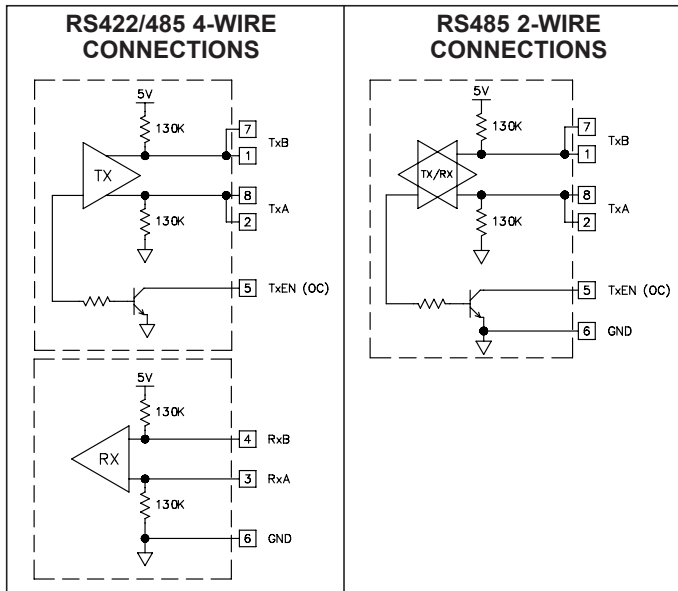 RS422/485 4-WIRE
CONNECTIONS
5V
130K
7
TxB
1
TX
8
TxA
2
130K
5 TxEN (OC)
5V
130K
4 RxB
RX
3 RxA
130K
6 GND
RS485 2-WIRE
CONNECTIONS
5V
130K
7
TxB
1
TX/RX
8
TxA
2
130K
5 TxEN (OC)
6 GND